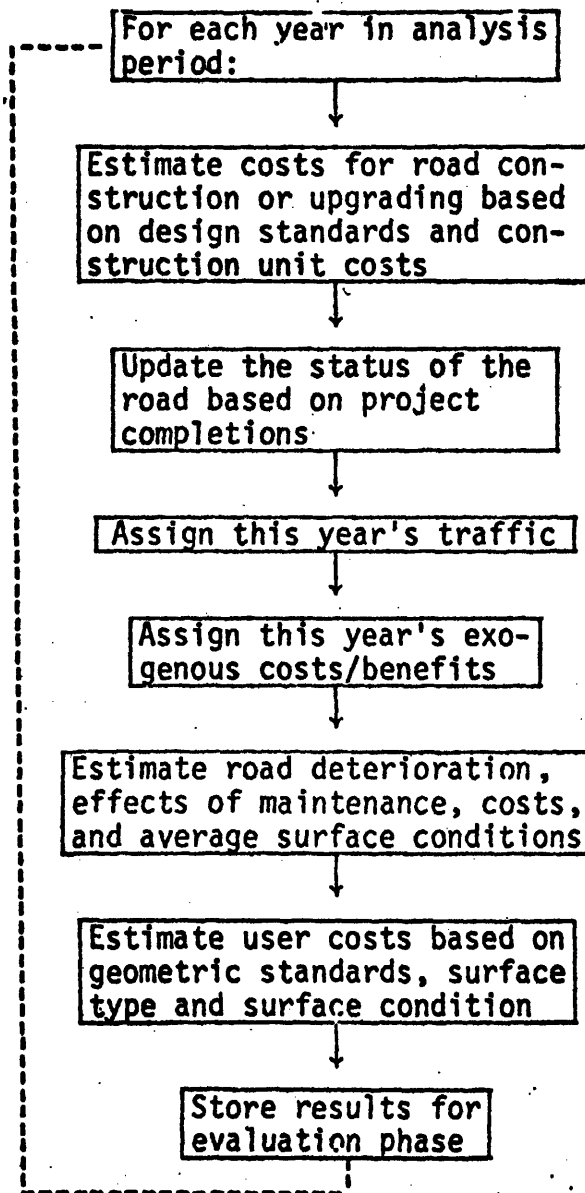 For each year in analysis
period:
Estimate costs for road con-
struction or upgrading based
on design standards and con-
struction unit costs
Update the status of the
road based on project
completions
Assign this year's traffic
Assign this year's exo-
genous costs/benefits
Estimate road deterioration,
effects of maintenance, costs,
and average surface conditions
Estimate user costs based on
geometric standards, surface
type and surface condition
Store results for
evaluation phase